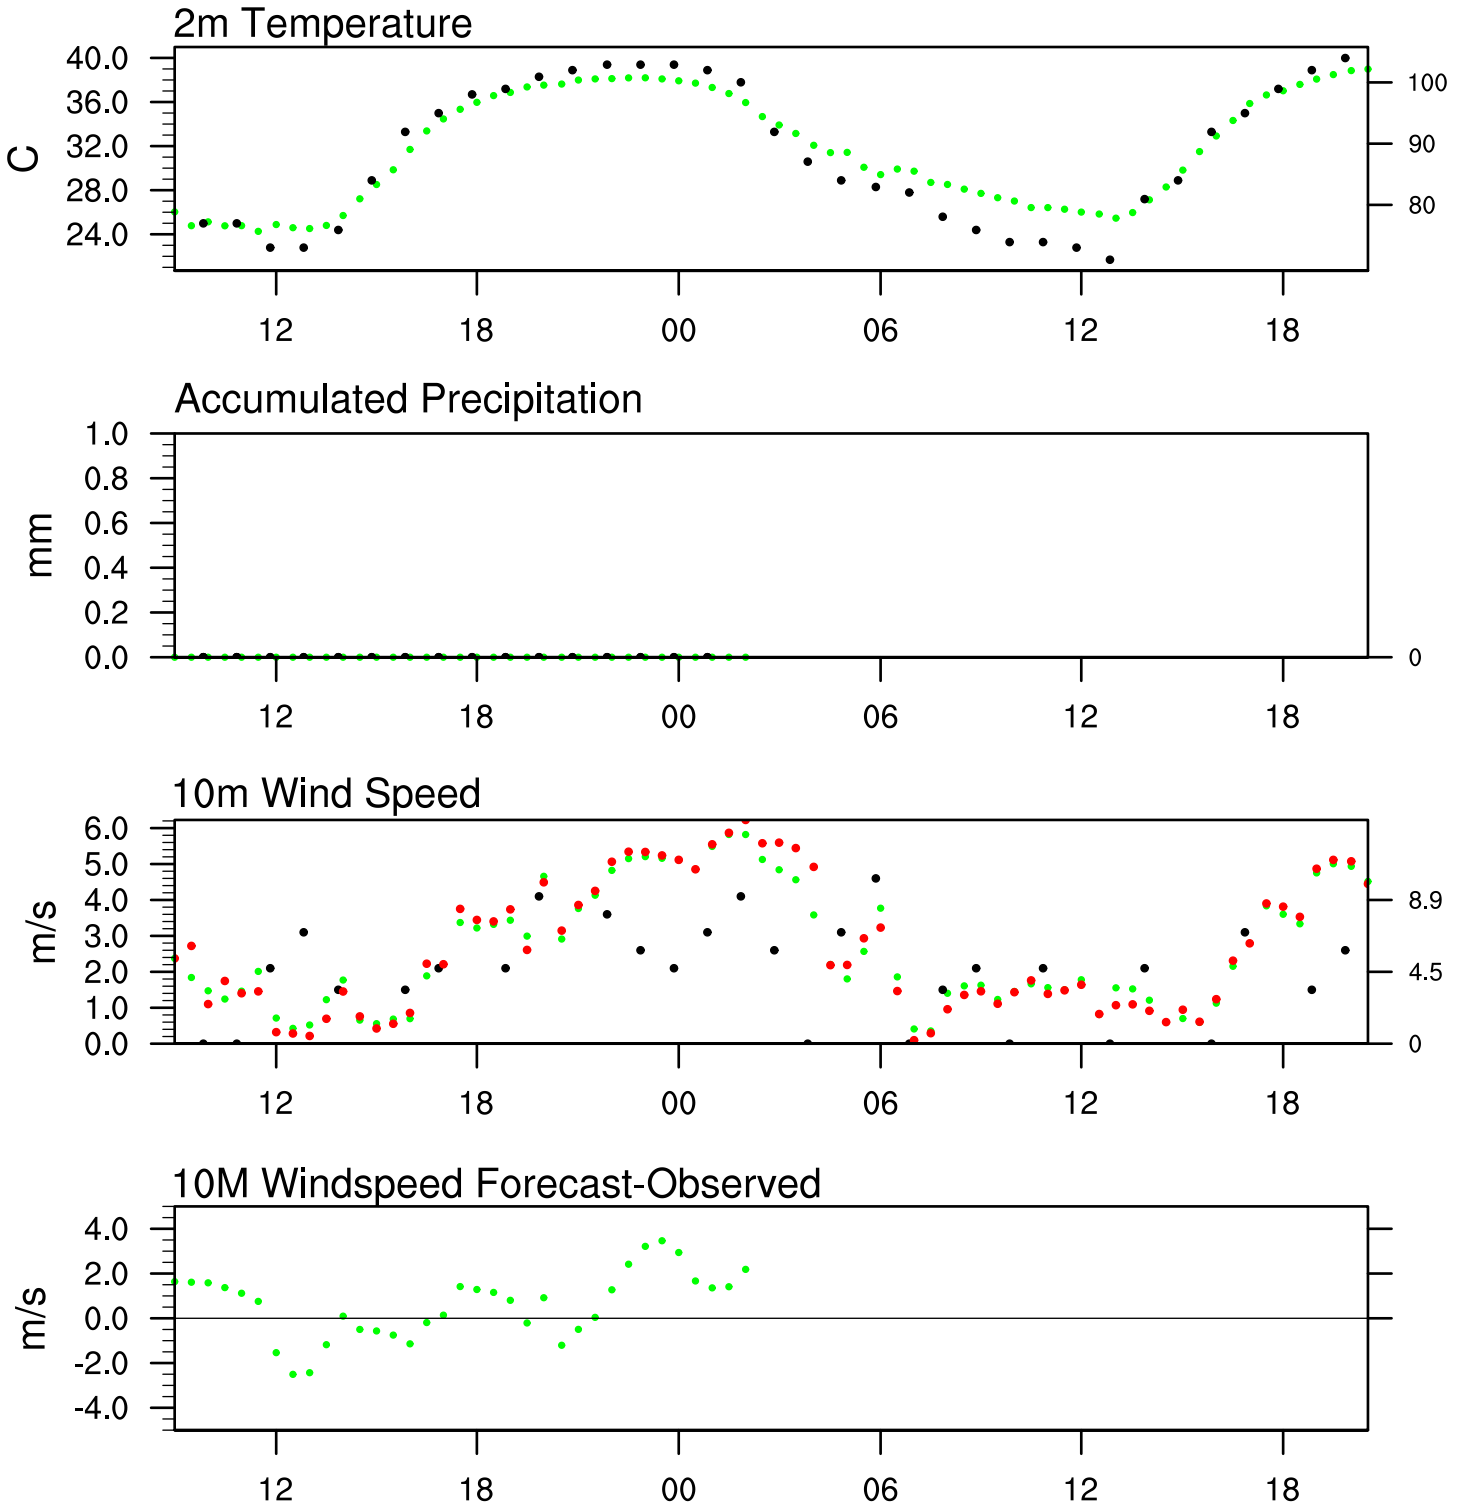 2m Temperature
40.0
36.0
32.0
28.0
24.0
C
100
90
80
12 18 00 06 12 18
Accumulated Precipitation
1.0
0.8
0.6
0.4
0.2
0.0
mm
0
12 18 00 06 12 18
10m Wind Speed
6.0
5.0
4.0
3.0
2.0
1.0
0.0
m/s
8.9
4.5
0
12 18 00 06 12 18
10M Windspeed Forecast-Observed
4.0
2.0
0.0
-2.0
-4.0
m/s
12 18 00 06 12 18